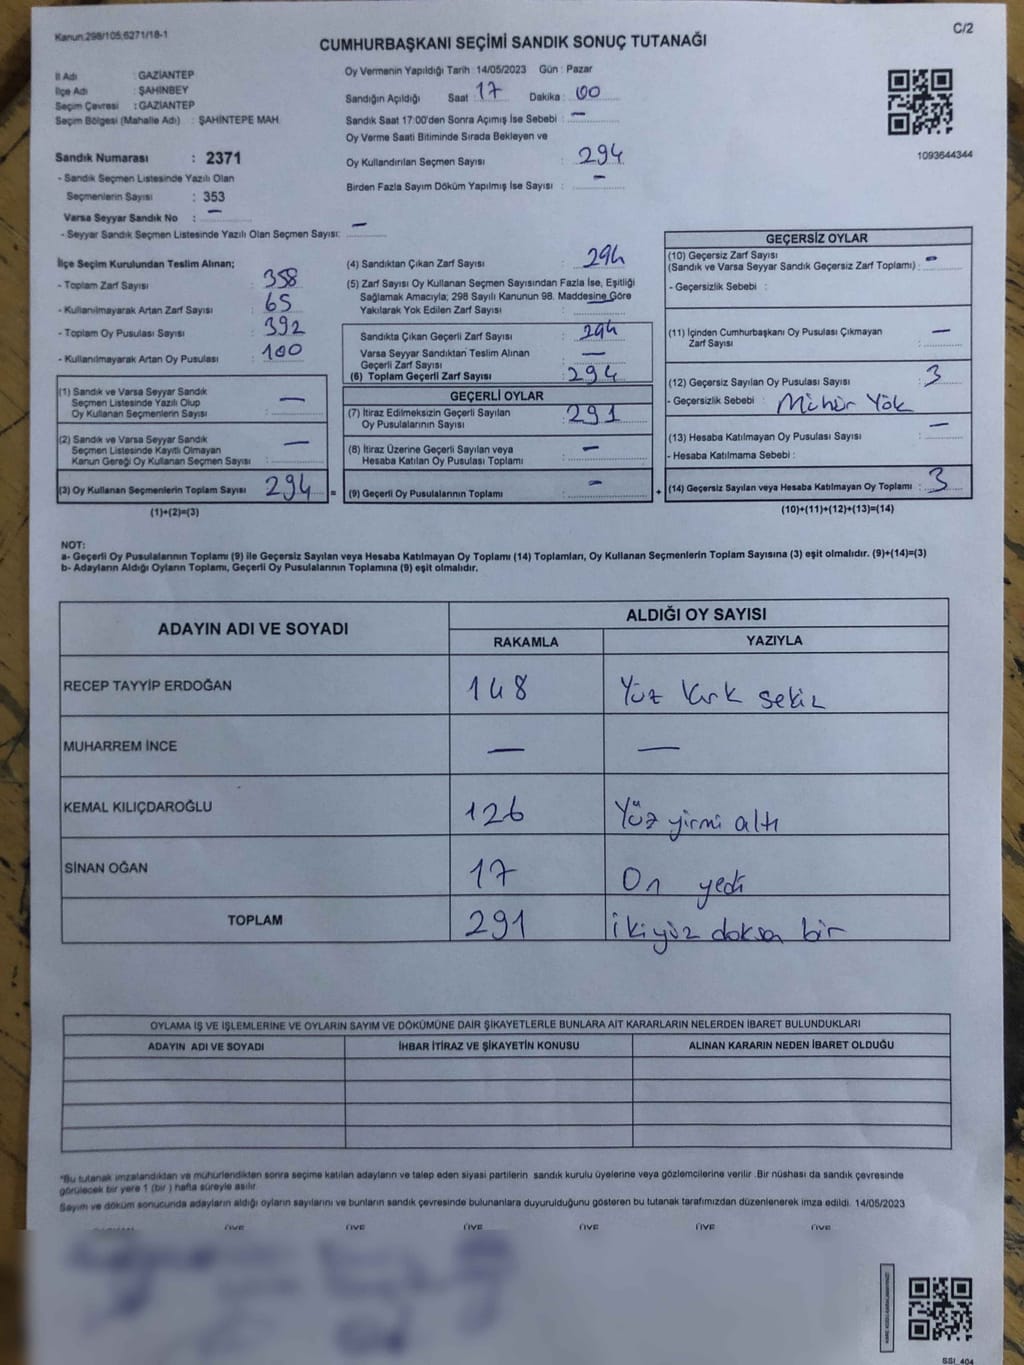 Kanun:298/105,6271/18-1
C/2
CUMHURBAŞKANI SEÇİMİ SANDIK SONUÇ TUTANAĞI
İl Adı : GAZİANTEP
İlçe Adı : ŞAHİNBEY
Seçim Çevresi : GAZİANTEP
Seçim Bölgesi (Mahalle Adı) : ŞAHİNTEPE MAH
Sandık Numarası : 2371
- Sandık Seçmen Listesinde Yazılı Olan
Seçmenlerin Sayısı : 353
Varsa Seyyar Sandık No : —
- Seyyar Sandık Seçmen Listesinde Yazılı Olan Seçmen Sayısı: —
Oy Vermenin Yapıldığı Tarih : 14/05/2023 Gün : Pazar
Sandığın Açıldığı Saat 17 Dakika : 00
Sandık Saat 17:00'den Sonra Açımış İse Sebebi : —
Oy Verme Saati Bitiminde Sırada Bekleyen ve
Oy Kullandırılan Seçmen Sayısı : 294
Birden Fazla Sayım Döküm Yapılmış İse Sayısı : —
1093644344
İlçe Seçim Kurulundan Teslim Alınan;
- Toplam Zarf Sayısı : 358
- Kullanılmayarak Artan Zarf Sayısı : 65
- Toplam Oy Pusulası Sayısı : 392
- Kullanılmayarak Artan Oy Pusulası : 100
(1) Sandık ve Varsa Seyyar Sandık
Seçmen Listesinde Yazılı Olup
Oy Kullanan Seçmenlerin Sayısı : —
(2) Sandık ve Varsa Seyyar Sandık
Seçmen Listesinde Kayıtlı Olmayan
Kanun Gereği Oy Kullanan Seçmen Sayısı : —
(3) Oy Kullanan Seçmenlerin Toplam Sayısı 294 =
(1)+(2)=(3)
(4) Sandıktan Çıkan Zarf Sayısı : 294
(5) Zarf Sayısı Oy Kullanan Seçmen Sayısından Fazla İse, Eşitliği
Sağlamak Amacıyla; 298 Sayılı Kanunun 98. Maddesine Göre
Yakılarak Yok Edilen Zarf Sayısı :
Sandıkta Çıkan Geçerli Zarf Sayısı : 294
Varsa Seyyar Sandıktan Teslim Alınan
Geçerli Zarf Sayısı : —
(6) Toplam Geçerli Zarf Sayısı : 294
GEÇERLİ OYLAR
(7) İtiraz Edilmeksizin Geçerli Sayılan
Oy Pusulalarının Sayısı : 291
(8) İtiraz Üzerine Geçerli Sayılan veya
Hesaba Katılan Oy Pusulası Toplamı : —
(9) Geçerli Oy Pusulalarının Toplamı : — +
GEÇERSİZ OYLAR
(10) Geçersiz Zarf Sayısı
(Sandık ve Varsa Seyyar Sandık Geçersiz Zarf Toplamı) : —
- Geçersizlik Sebebi :
(11) İçinden Cumhurbaşkanı Oy Pusulası Çıkmayan
Zarf Sayısı : —
(12) Geçersiz Sayılan Oy Pusulası Sayısı : 3
- Geçersizlik Sebebi : Mühür Yok
(13) Hesaba Katılmayan Oy Pusulası Sayısı : —
- Hesaba Katılmama Sebebi :
(14) Geçersiz Sayılan veya Hesaba Katılmayan Oy Toplamı : 3
(10)+(11)+(12)+(13)=(14)
NOT:
a- Geçerli Oy Pusulalarının Toplamı (9) ile Geçersiz Sayılan veya Hesaba Katılmayan Oy Toplamı (14) Toplamları, Oy Kullanan Seçmenlerin Toplam Sayısına (3) eşit olmalıdır. (9)+(14)=(3)
b- Adayların Aldığı Oyların Toplamı, Geçerli Oy Pusulalarının Toplamına (9) eşit olmalıdır.
ADAYIN ADI VE SOYADI
ALDIĞI OY SAYISI
RAKAMLA YAZIYLA
RECEP TAYYİP ERDOĞAN 148 Yüz kırk sekiz
MUHARREM İNCE — —
KEMAL KILIÇDAROĞLU 126 Yüz yirmi altı
SİNAN OĞAN 17 On yedi
TOPLAM 291 ikiyüz doksa bir
OYLAMA İŞ VE İŞLEMLERİNE VE OYLARIN SAYIM VE DÖKÜMÜNE DAİR ŞİKAYETLERLE BUNLARA AİT KARARLARIN NELERDEN İBARET BULUNDUKLARI
ADAYIN ADI VE SOYADI İHBAR İTİRAZ VE ŞİKAYETİN KONUSU ALINAN KARARIN NEDEN İBARET OLDUĞU
*Bu tutanak imzalandıktan ve mühürlendikten sonra seçime katılan adayların ve talep eden siyasi partilerin sandık kurulu üyelerine veya gözlemcilerine verilir. Bir nüshası da sandık çevresinde
görülecek bir yere 1 (bir ) hafta süreyle asılır.
Sayım ve döküm sonucunda adayların aldığı oyların sayılarını ve bunların sandık çevresinde bulunanlara duyurulduğunu gösteren bu tutanak tarafımızdan düzenlenerek imza edildi. 14/05/2023
ÜYE ÜYE ÜYE ÜYE ÜYE ÜYE
SSI_404